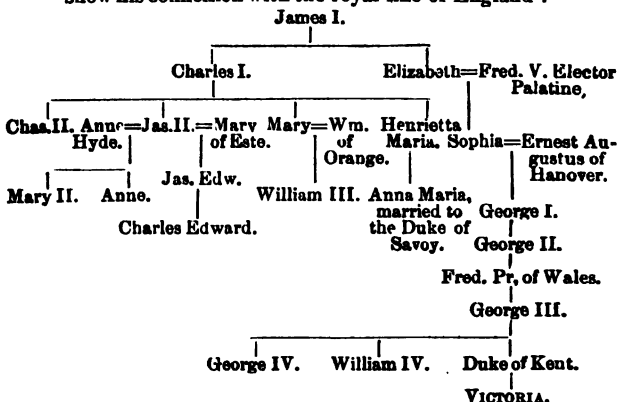 show his connexion with the royal line of England?
James I.
Charles I. Elizabeth=Fred. V. Elector
Palatine,
Chas.II. Anne=Jas.II.=Mary Mary=Wm. Henrietta
Hyde. of Este. of Maria. Sophia=Ernest Au-
Orange. gustus of
Hanover.
Jas. Edw.
Mary II. Anne. William III. Anna Maria,
married to George I.
Charles Edward. the Duke of
Savoy. George II.
Fred. Pr. of Wales.
George III.
George IV. William IV. Duke of Kent.
VICTORIA.